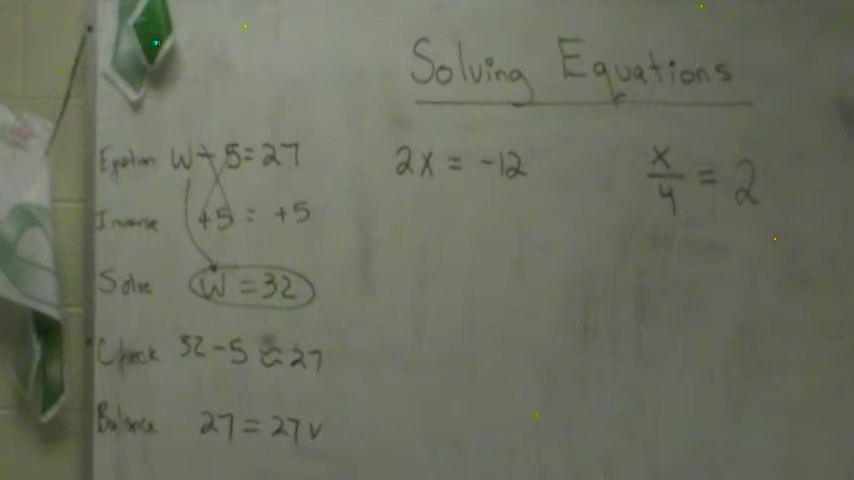 Solving Equations
Equation W - 5 = 27
Inverse +5 = +5
Solve W = 32
Check 32 - 5 ≟ 27
Balance 27 = 27 ✓
2x = -12
x/4 = 2